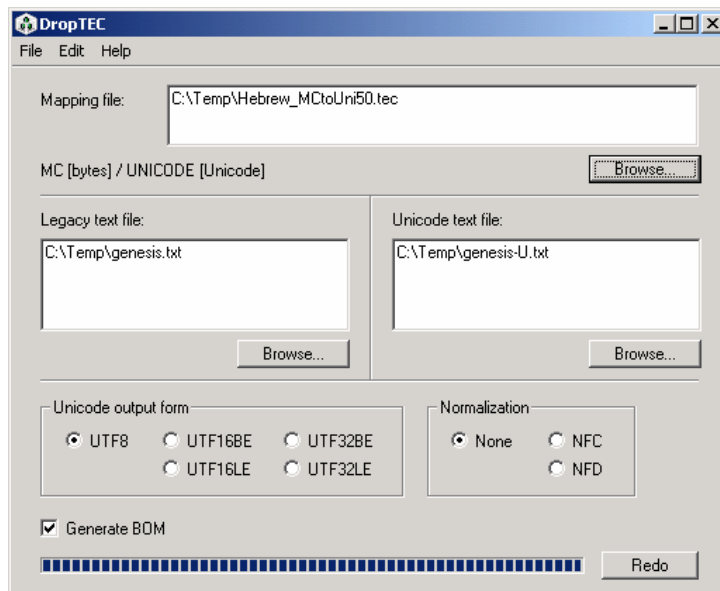 DropTEC
File Edit Help
Mapping file:
C:\Temp\Hebrew_MCtoUni50.tec
MC [bytes] / UNICODE [Unicode]
Browse...
Legacy text file:
C:\Temp\genesis.txt
Browse...
Unicode text file:
C:\Temp\genesis-U.txt
Browse...
Unicode output form
UTF8 UTF16BE UTF32BE
UTF16LE UTF32LE
Normalization
None NFC
NFD
Generate BOM
Redo